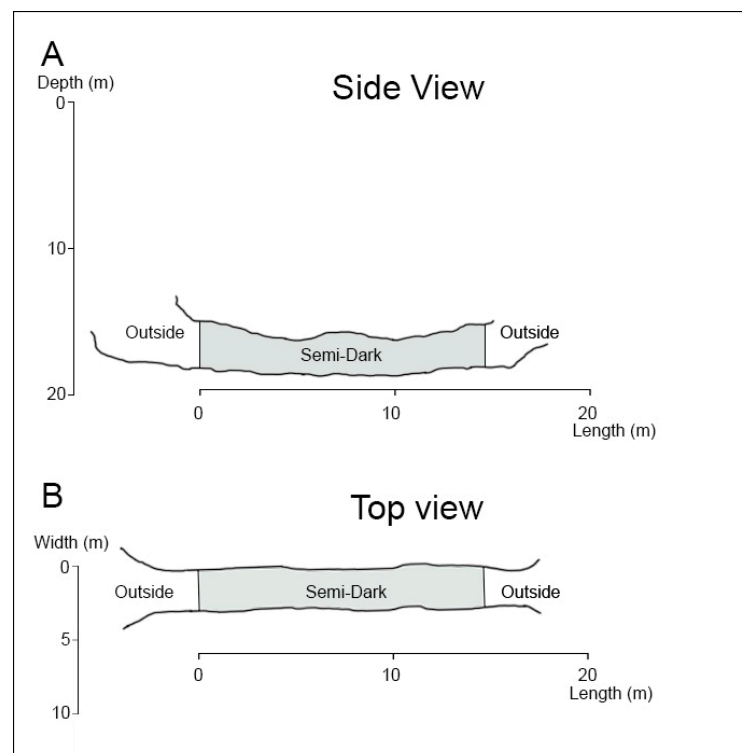 A
Depth (m)
Side View
0
10
Outside
Outside
Semi-Dark
20
0
10
20
Length (m)
B
Top view
Width (m)
0
Outside
Semi-Dark
Outside
5
0
10
20
Length (m)
10